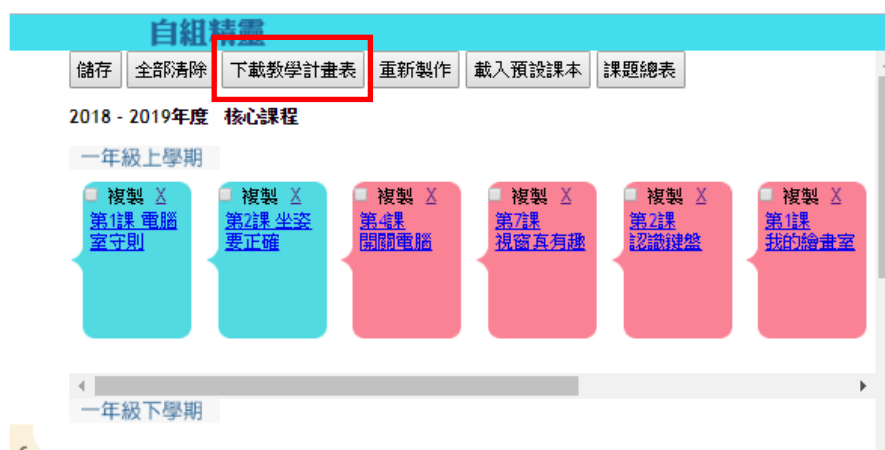 自組精靈
儲存 全部清除 下載教學計畫表 重新製作 載入預設課本 課題總表
2018 - 2019年度 核心課程
一年級上學期
複製 X 複製 X 複製 X 複製 X 複製 X 複製 X
第1課 電腦 第2課 坐姿 第4課 第7課 第2課 第1課
室守則 要正確 開關電腦 視窗真有趣 認識鍵盤 我的繪畫室
一年級下學期